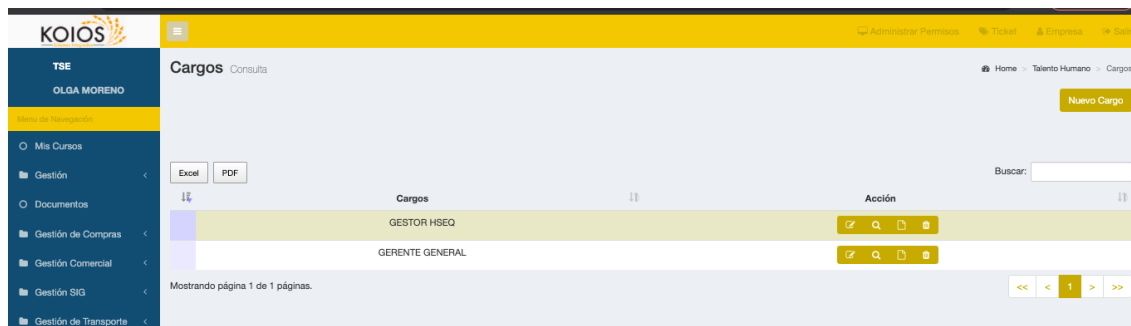 KOIOS
Administrar Permisos Ticket Empresa Salir
TSE
OLGA MORENO
Cargos Consulta
Home > Talento Humano > Cargos
Nuevo Cargo
Menu de Navegación
Mis Cursos
Gestión
Documentos
Gestión de Compras
Gestión Comercial
Gestión SIG
Gestión de Transporte
Excel PDF
Buscar:
Cargos Acción
GESTOR HSEQ
GERENTE GENERAL
Mostrando página 1 de 1 páginas.
<< < 1 > >>